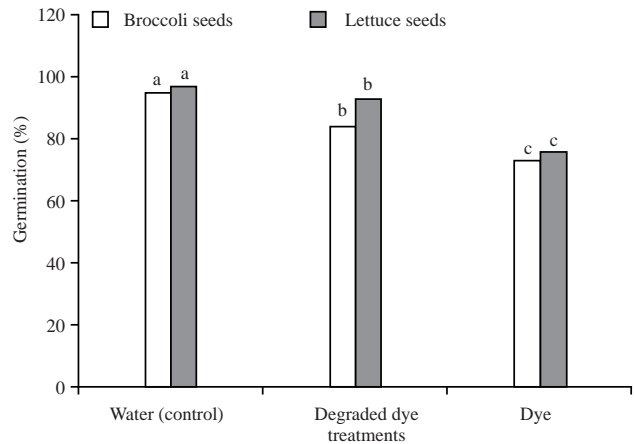 Broccoli seeds
Lettuce seeds
Germination (%)
120
100
80
60
40
20
0
a
a
b
b
c
c
Water (control)
Degraded dye
treatments
Dye